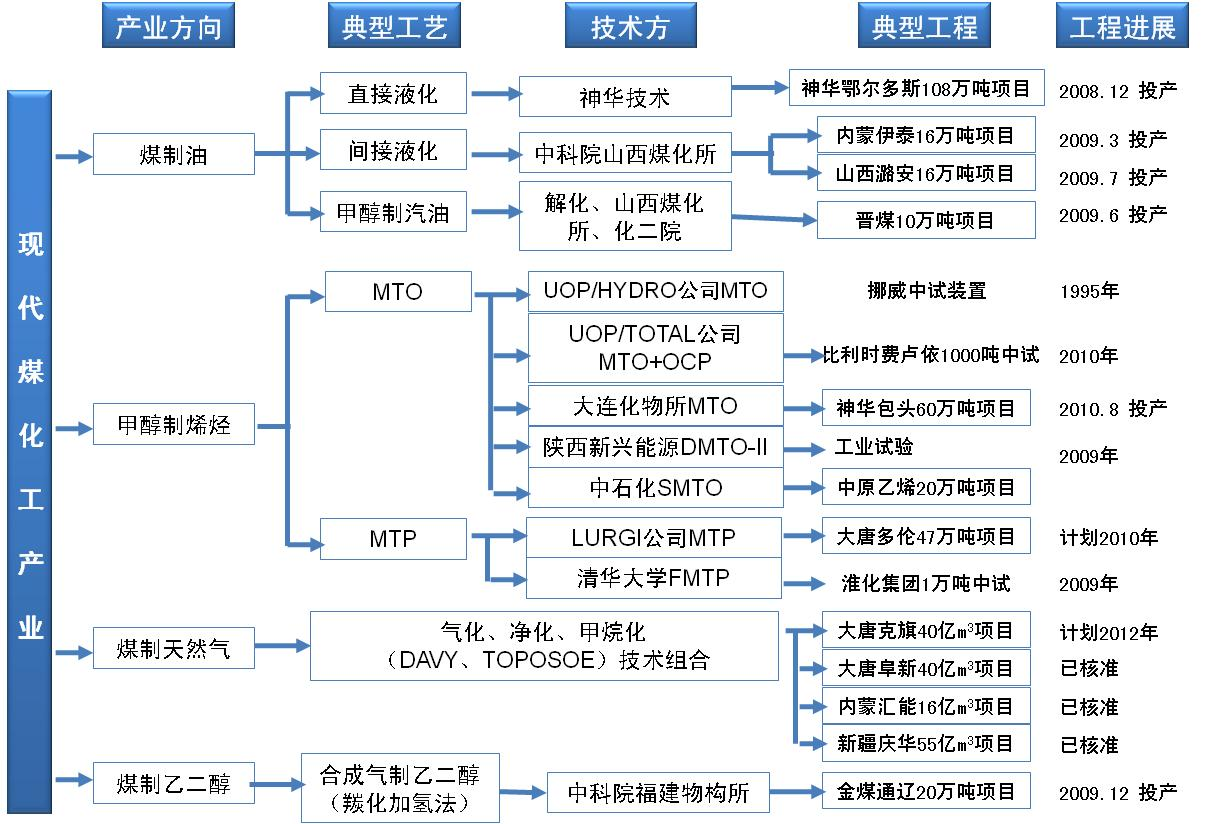 产业方向
典型工艺
技术方
典型工程
工程进展
现代煤化工产业
煤制油
直接液化
神华技术
神华鄂尔多斯108万吨项目
2008.12 投产
间接液化
中科院山西煤化所
内蒙伊泰16万吨项目
2009.3 投产
山西潞安16万吨项目
2009.7 投产
甲醇制汽油
解化、山西煤化
所、化二院
晋煤10万吨项目
2009.6 投产
甲醇制烯烃
MTO
UOP/HYDRO公司MTO
挪威中试装置
1995年
UOP/TOTAL公司
MTO+OCP
比利时费卢依1000吨中试
2010年
大连化物所MTO
神华包头60万吨项目
2010.8 投产
陕西新兴能源DMTO-II
工业试验
2009年
中石化SMTO
中原乙烯20万吨项目
MTP
LURGI公司MTP
大唐多伦47万吨项目
计划2010年
清华大学FMTP
淮化集团1万吨中试
2009年
煤制天然气
气化、净化、甲烷化
（DAVY、TOPOSOE）技术组合
大唐克旗40亿m³项目
计划2012年
大唐阜新40亿m³项目
已核准
内蒙汇能16亿m³项目
已核准
新疆庆华55亿m³项目
已核准
煤制乙二醇
合成气制乙二醇
（羰化加氢法）
中科院福建物构所
金煤通辽20万吨项目
2009.12 投产